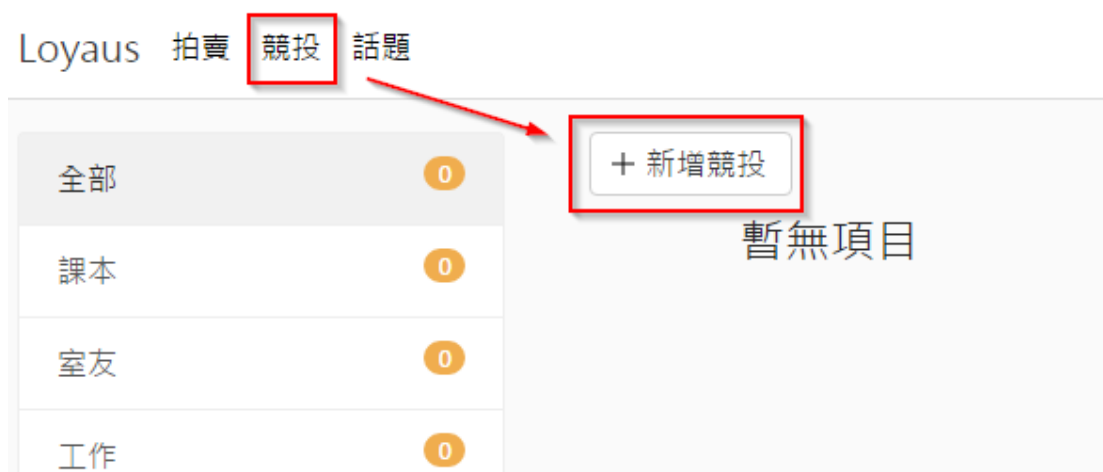 Loyaus 拍賣 競投 話題
全部 0
+ 新增競投
暫無項目
課本 0
室友 0
工作 0